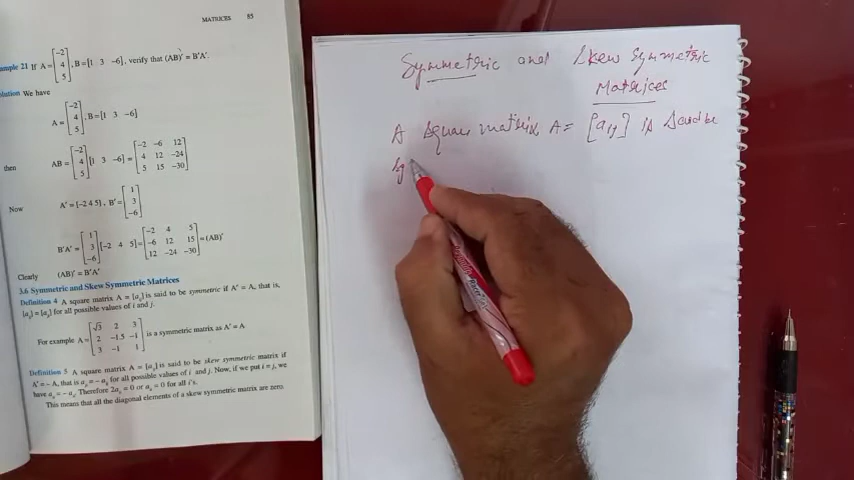 MATRICES 85
ample 21 If A = [-2 4 5], B = [1 3 -6], verify that (AB)′ = B′A′.
lution We have
A = [-2 4 5], B = [1 3 -6]
then AB = [-2 4 5] [1 3 -6] = [-2 -6 12 4 12 -24 5 15 -30]
Now A′ = [-2 4 5], B′ = [1 3 -6]
B′A′ = [1 3 -6] [-2 4 5] = [-2 4 5 -6 12 15 12 -24 -30] = (AB)′
Clearly (AB)′ = B′A′
3.6 Symmetric and Skew Symmetric Matrices
Definition 4 A square matrix A = [aij] is said to be symmetric if A′ = A, that is,
[aij] = [aji] for all possible values of i and j.
For example A = [√3 2 3 2 -1.5 -1 3 -1 1] is a symmetric matrix as A′ = A
Definition 5 A square matrix A = [aij] is said to be skew symmetric matrix if
A′ = – A, that is aji = – aij for all possible values of i and j. Now, if we put i = j, we
have aii = – aii. Therefore 2aii = 0 or aii = 0 for all i's.
This means that all the diagonal elements of a skew symmetric matrix are zero.
Symmetric and Skew Symmetric
Matrices
A Square matrix A = [aij] is Said be
Sy